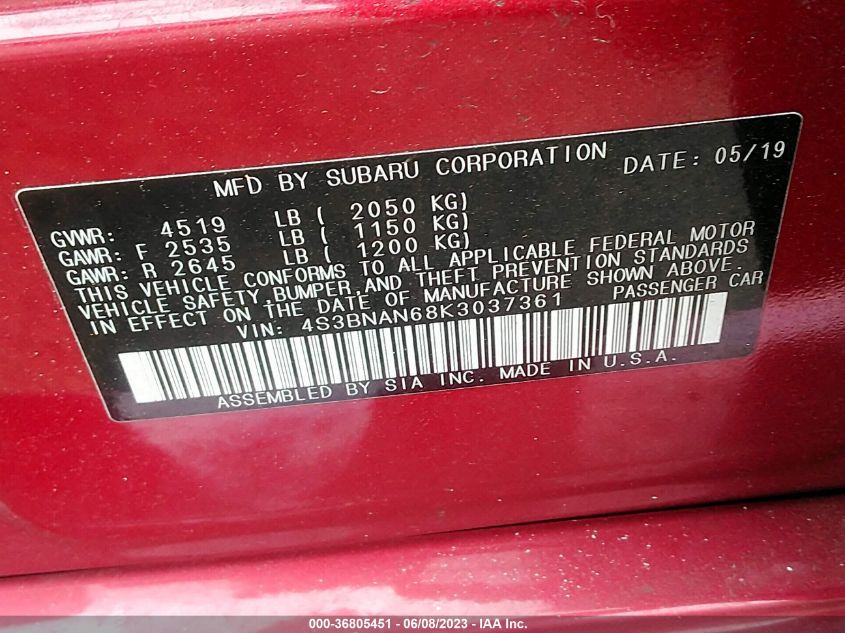 MFD BY SUBARU CORPORATION DATE: 05/19
GVWR: 4519 LB ( 2050 KG)
GAWR: F 2535 LB ( 1150 KG)
GAWR: R 2645 LB ( 1200 KG)
THIS VEHICLE CONFORMS TO ALL APPLICABLE FEDERAL MOTOR
VEHICLE SAFETY,BUMPER,AND THEFT PREVENTION STANDARDS
IN EFFECT ON THE DATE OF MANUFACTURE SHOWN ABOVE.
VIN: 4S3BNAN68K3037361 PASSENGER CAR
ASSEMBLED BY SIA INC. MADE IN U.S.A.
000-36805451 - 06/08/2023 - IAA Inc.